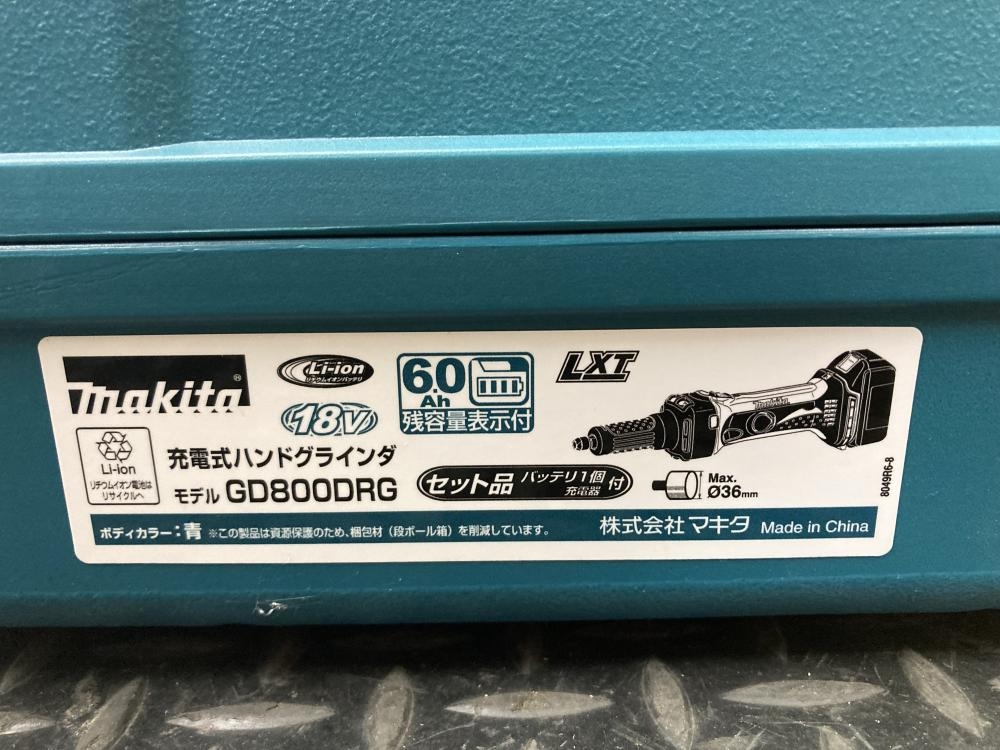 makita®
Li-ion
リチウムイオンバッテリ
18V
6.0
Ah
残容量表示付
LXT
Li-ion
リチウムイオン電池は
リサイクルへ
充電式ハンドグラインダ
モデル GD800DRG
セット品 バッテリ1個 充電器 付
Max.
Ø36mm
8049R6-8
ボディカラー:青 ※この製品は資源保護のため、梱包材(段ボール箱)を削減しています。
株式会社 マキタ Made in China
makita